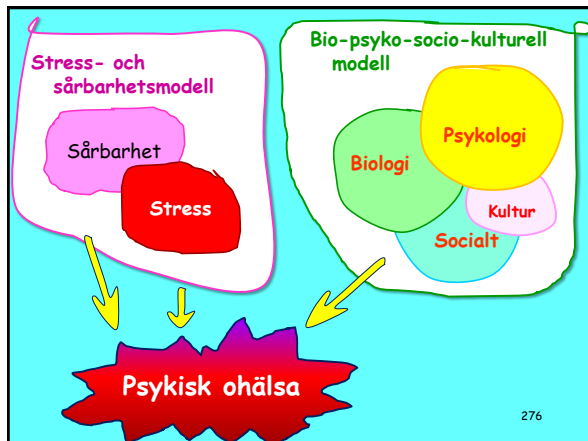 Stress- och
sårbarhetsmodell
Sårbarhet
Stress
Bio-psyko-socio-kulturell
modell
Psykologi
Biologi
Kultur
Socialt
Psykisk ohälsa
276